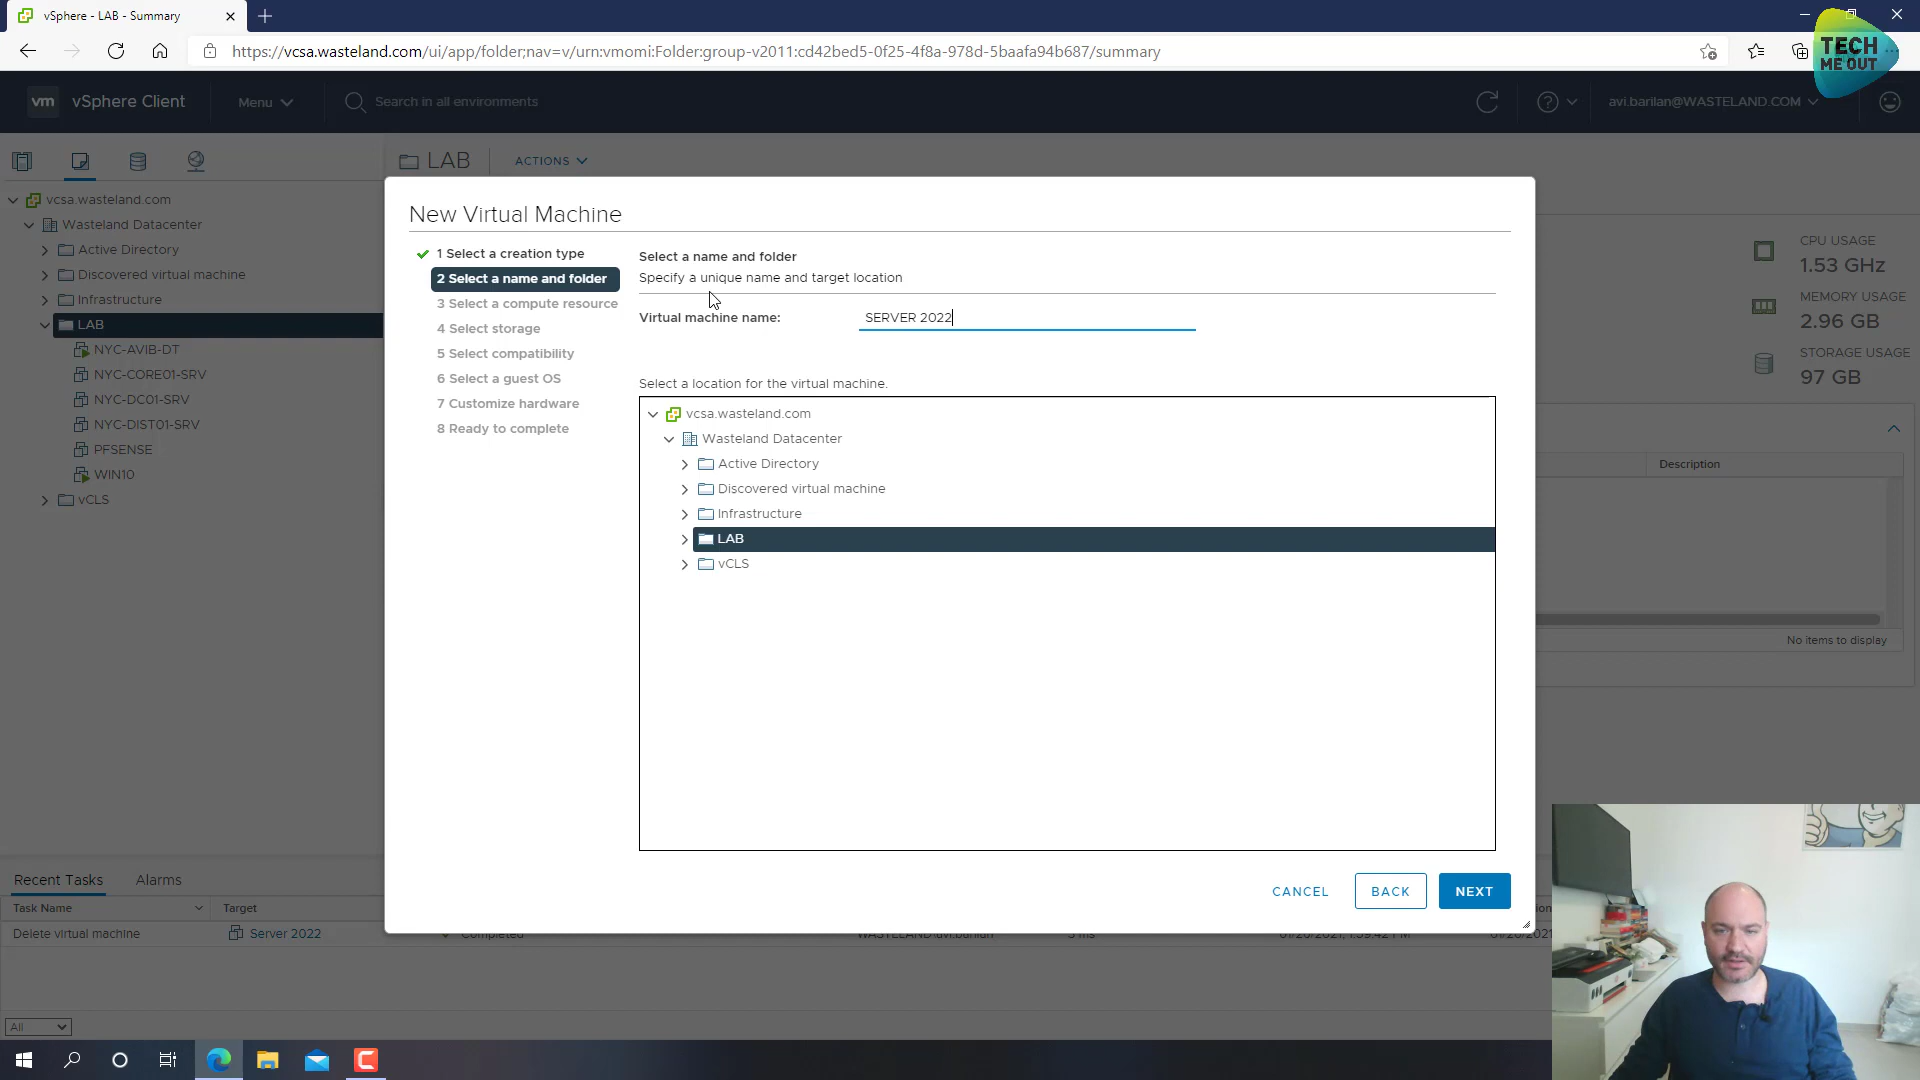 vSphere - LAB - Summary
https://vcsa.wasteland.com/ui/app/folder;nav=v/urn:vmomi:Folder:group-v2011:cd42bed5-0f25-4f8a-978d-5baafa94b687/summary
TECH
ME OUT
vm vSphere Client
Menu
Search in all environments
avi.barilan@WASTELAND.COM
LAB
ACTIONS
vcsa.wasteland.com
Wasteland Datacenter
Active Directory
Discovered virtual machine
Infrastructure
LAB
NYC-AVIB-DT
NYC-CORE01-SRV
NYC-DC01-SRV
NYC-DIST01-SRV
PFSENSE
WIN10
vCLS
New Virtual Machine
1 Select a creation type
2 Select a name and folder
3 Select a compute resource
4 Select storage
5 Select compatibility
6 Select a guest OS
7 Customize hardware
8 Ready to complete
Select a name and folder
Specify a unique name and target location
Virtual machine name:
SERVER 2022
Select a location for the virtual machine.
vcsa.wasteland.com
Wasteland Datacenter
Active Directory
Discovered virtual machine
Infrastructure
LAB
vCLS
CANCEL
BACK
NEXT
CPU USAGE
1.53 GHz
MEMORY USAGE
2.96 GB
STORAGE USAGE
97 GB
Description
No items to display
Recent Tasks
Alarms
Task Name
Target
Delete virtual machine
Server 2022
Completed
All